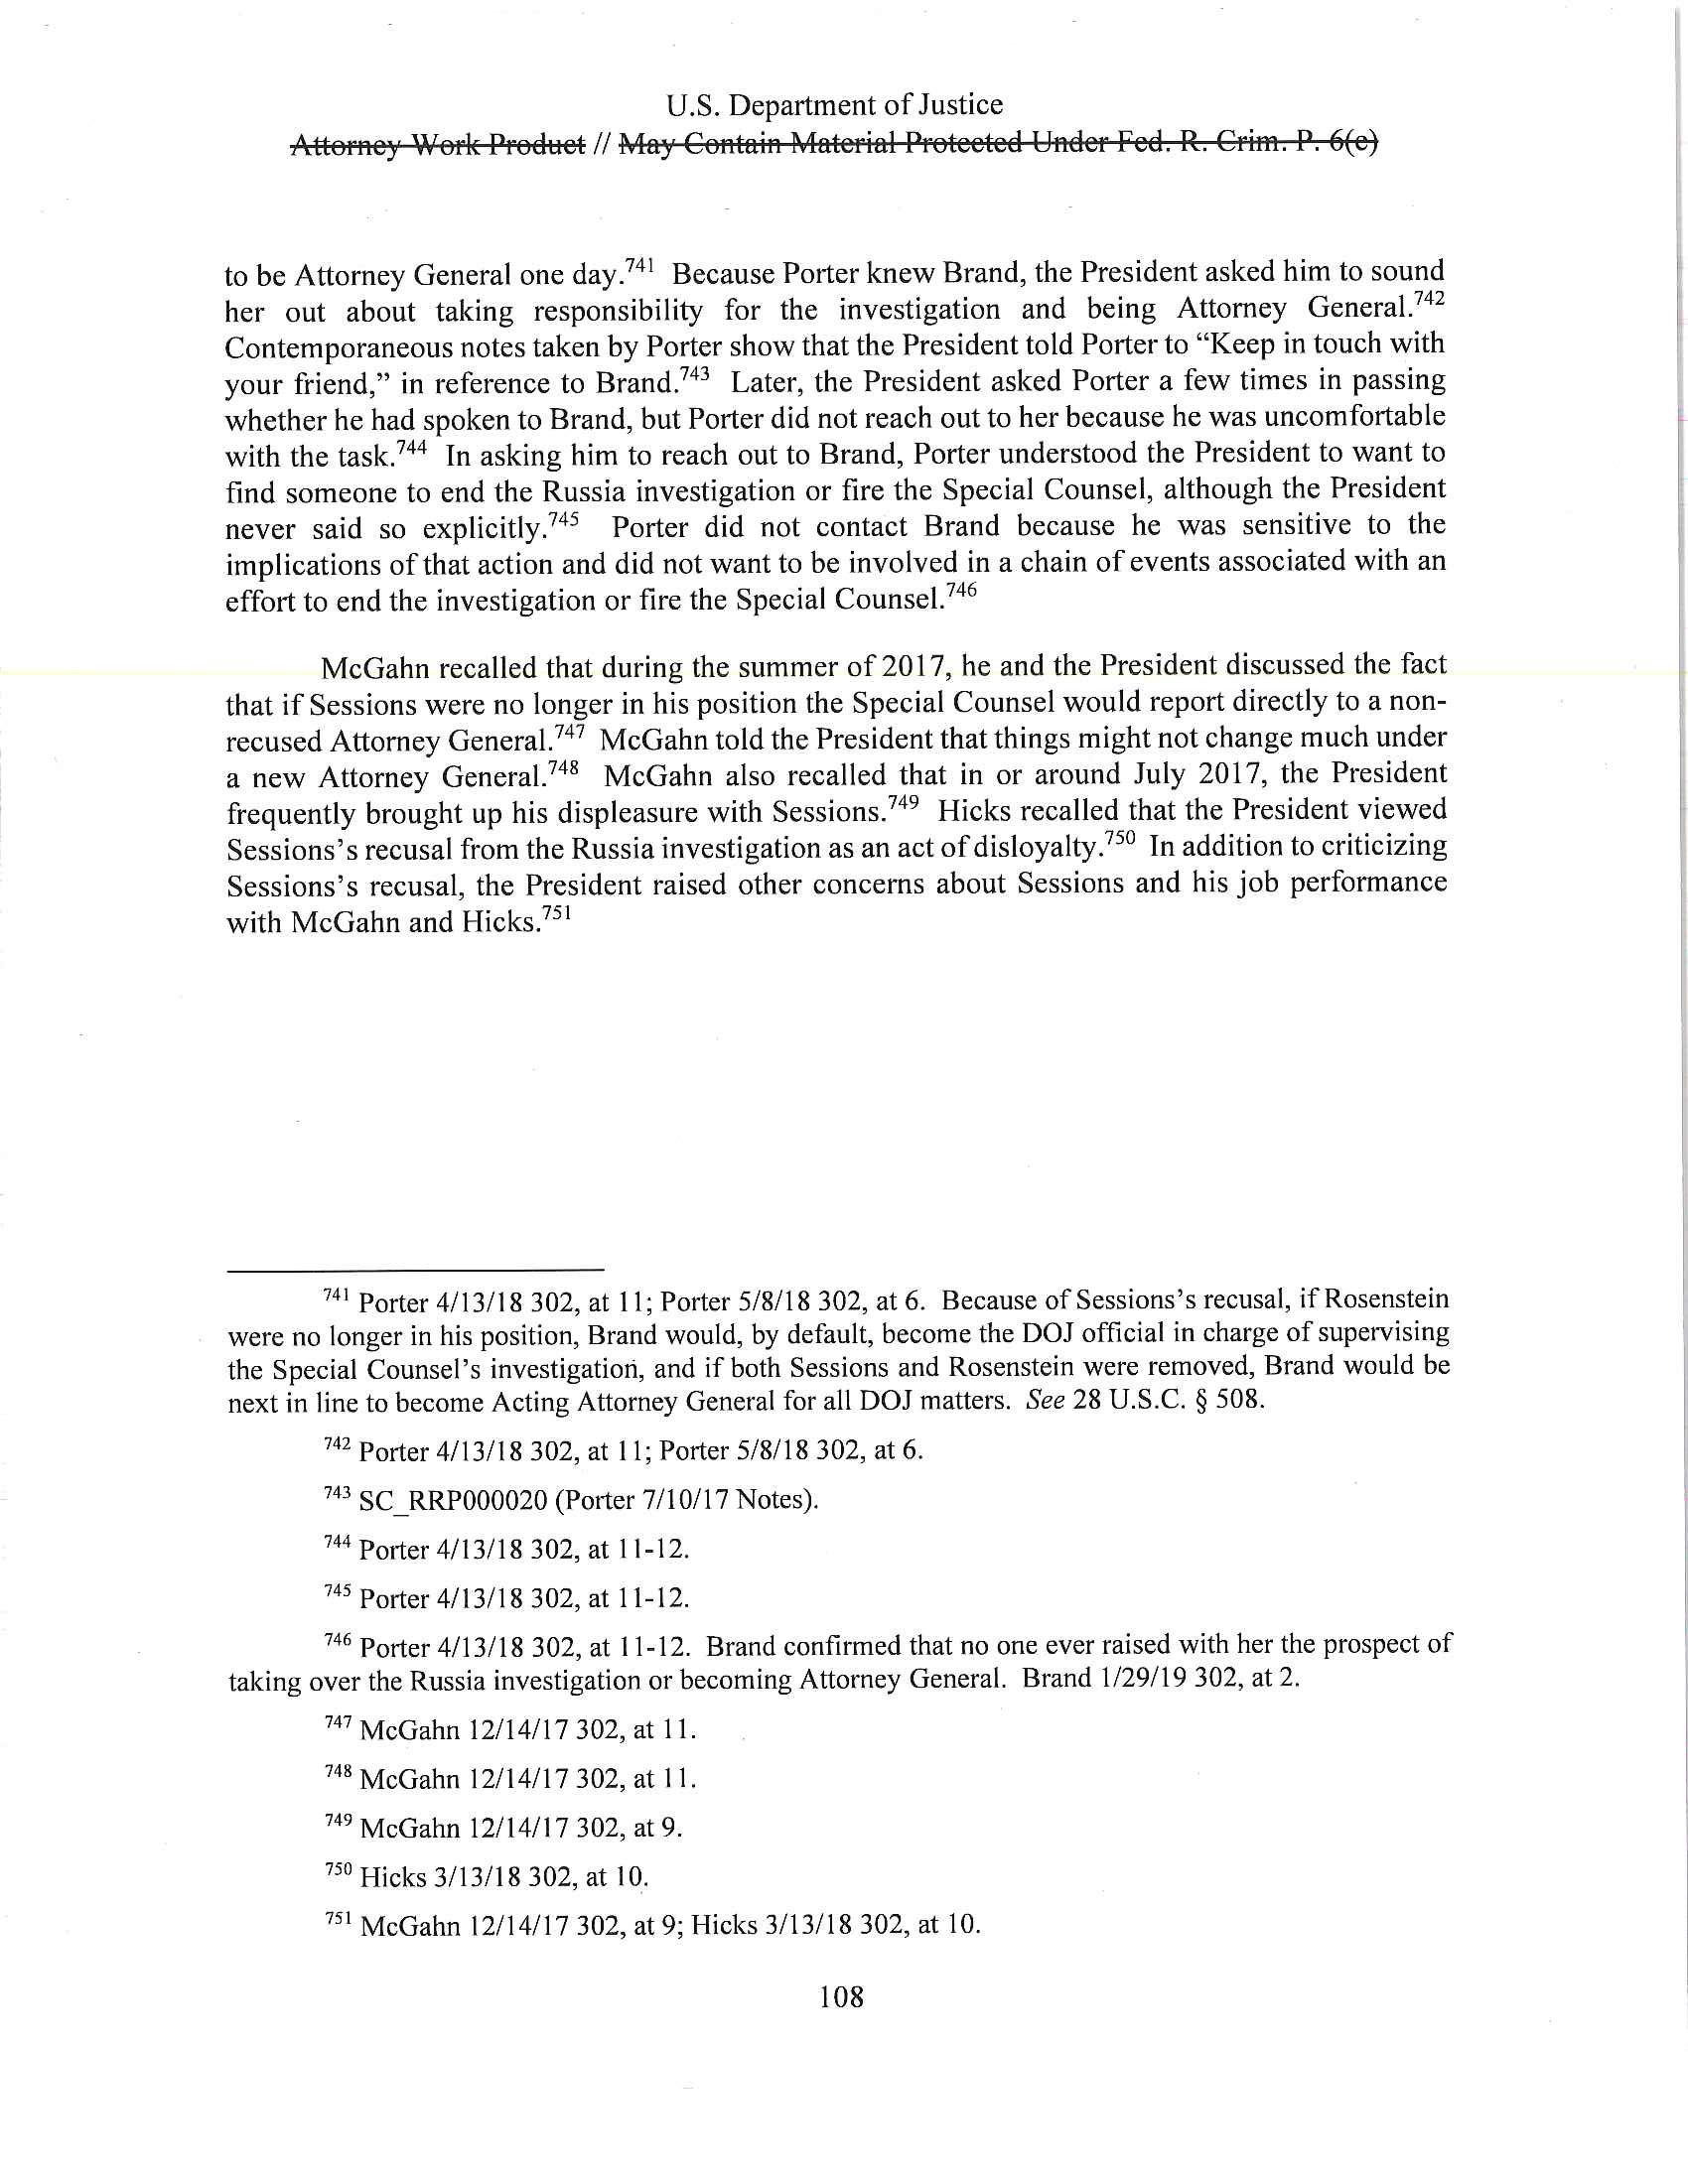 U.S. Department of Justice
Attorney Work Product // May Contain Material Protected Under Fed. R. Crim. P. 6(e)
to be Attorney General one day.741 Because Porter knew Brand, the President asked him to sound
her out about taking responsibility for the investigation and being Attorney General.742
Contemporaneous notes taken by Porter show that the President told Porter to “Keep in touch with
your friend,” in reference to Brand.743 Later, the President asked Porter a few times in passing
whether he had spoken to Brand, but Porter did not reach out to her because he was uncomfortable
with the task.744 In asking him to reach out to Brand, Porter understood the President to want to
find someone to end the Russia investigation or fire the Special Counsel, although the President
never said so explicitly.745 Porter did not contact Brand because he was sensitive to the
implications of that action and did not want to be involved in a chain of events associated with an
effort to end the investigation or fire the Special Counsel.746
McGahn recalled that during the summer of 2017, he and the President discussed the fact
that if Sessions were no longer in his position the Special Counsel would report directly to a non-
recused Attorney General.747 McGahn told the President that things might not change much under
a new Attorney General.748 McGahn also recalled that in or around July 2017, the President
frequently brought up his displeasure with Sessions.749 Hicks recalled that the President viewed
Sessions’s recusal from the Russia investigation as an act of disloyalty.750 In addition to criticizing
Sessions’s recusal, the President raised other concerns about Sessions and his job performance
with McGahn and Hicks.751
741 Porter 4/13/18 302, at 11; Porter 5/8/18 302, at 6. Because of Sessions’s recusal, if Rosenstein
were no longer in his position, Brand would, by default, become the DOJ official in charge of supervising
the Special Counsel’s investigation, and if both Sessions and Rosenstein were removed, Brand would be
next in line to become Acting Attorney General for all DOJ matters. See 28 U.S.C. § 508.
742 Porter 4/13/18 302, at 11; Porter 5/8/18 302, at 6.
743 SC_RRP000020 (Porter 7/10/17 Notes).
744 Porter 4/13/18 302, at 11-12.
745 Porter 4/13/18 302, at 11-12.
746 Porter 4/13/18 302, at 11-12. Brand confirmed that no one ever raised with her the prospect of
taking over the Russia investigation or becoming Attorney General. Brand 1/29/19 302, at 2.
747 McGahn 12/14/17 302, at 11.
748 McGahn 12/14/17 302, at 11.
749 McGahn 12/14/17 302, at 9.
750 Hicks 3/13/18 302, at 10.
751 McGahn 12/14/17 302, at 9; Hicks 3/13/18 302, at 10.
108